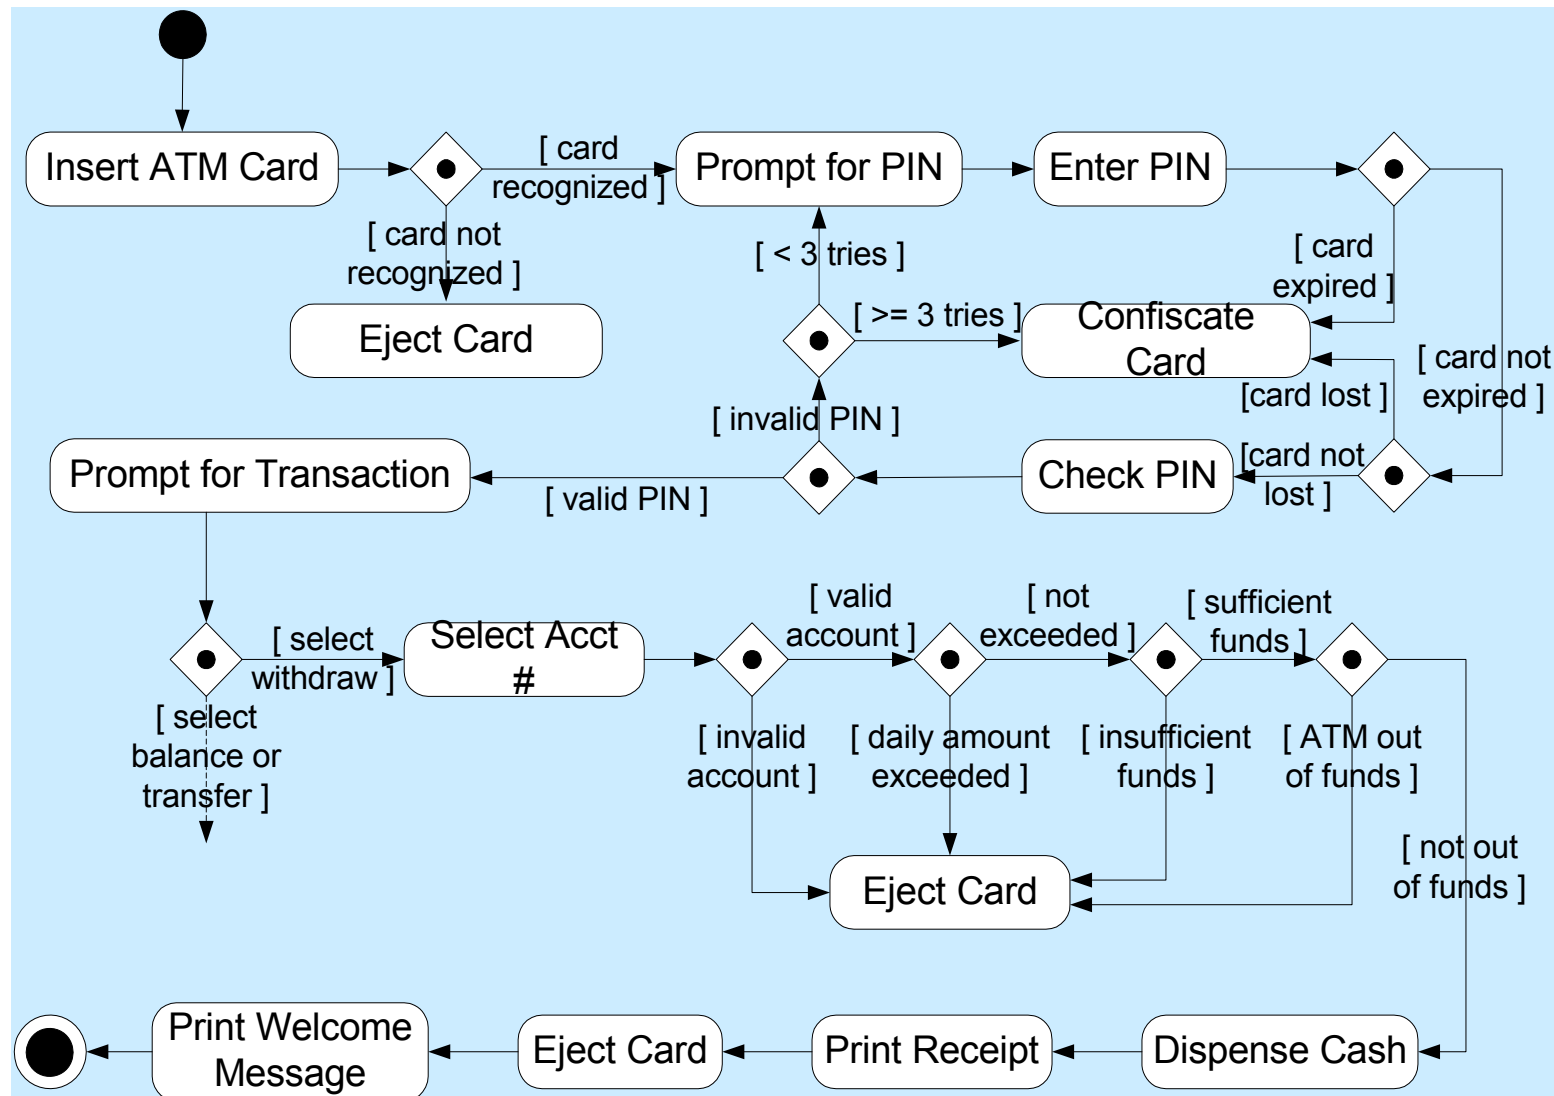 Insert ATM Card
[ card
recognized ]
Prompt for PIN
Enter PIN
[ card not
recognized ]
Eject Card
[ < 3 tries ]
[ >= 3 tries ]
Confiscate
Card
[ card
expired ]
[ card not
expired ]
[card lost ]
[ invalid PIN ]
Prompt for Transaction
[ valid PIN ]
Check PIN
[card not
lost ]
[ select
withdraw ]
Select Acct
#
[ valid
account ]
[ not
exceeded ]
[ sufficient
funds ]
[ select
balance or
transfer ]
[ invalid
account ]
[ daily amount
exceeded ]
[ insufficient
funds ]
[ ATM out
of funds ]
[ not out
of funds ]
Eject Card
Print Welcome
Message
Eject Card
Print Receipt
Dispense Cash